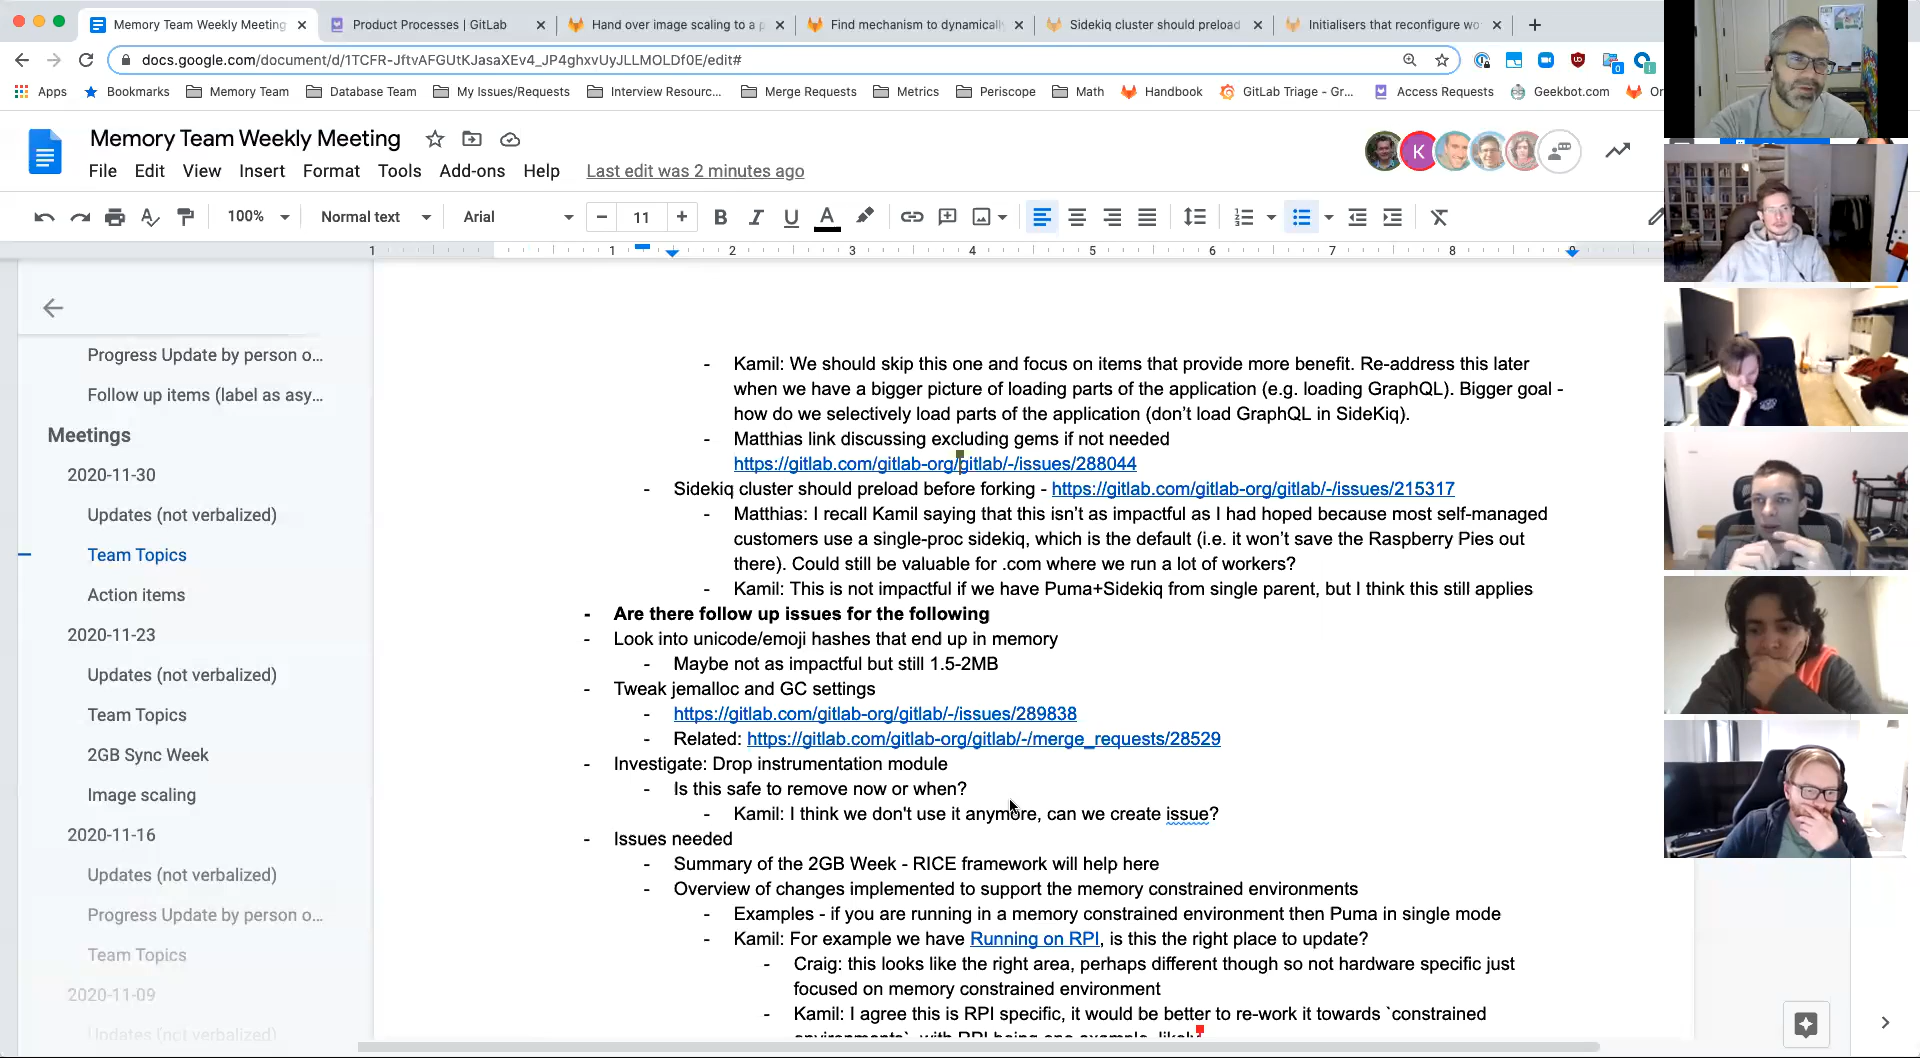 Memory Team Weekly Meeting
Product Processes | GitLab
Hand over image scaling to a p
Find mechanism to dynamically
Sidekiq cluster should preload
Initialisers that reconfigure wo
docs.google.com/document/d/1TCFR-JftvAFGUtKJasaXEv4_JP4ghxvUyJLLMOLDf0E/edit#
Apps
Bookmarks
Memory Team
Database Team
My Issues/Requests
Interview Resourc...
Merge Requests
Metrics
Periscope
Math
Handbook
GitLab Triage - Gr...
Access Requests
Geekbot.com
Or
Memory Team Weekly Meeting
File Edit View Insert Format Tools Add-ons Help
Last edit was 2 minutes ago
K
100%
Normal text
Arial
11
B I U A
1 1 2 3 4 5 6 7 8 9
Progress Update by person o...
Follow up items (label as asy...
Meetings
2020-11-30
Updates (not verbalized)
Team Topics
Action items
2020-11-23
Updates (not verbalized)
Team Topics
2GB Sync Week
Image scaling
2020-11-16
Updates (not verbalized)
Progress Update by person o...
Team Topics
2020-11-09
Updates (not verbalized)
- Kamil: We should skip this one and focus on items that provide more benefit. Re-address this later
when we have a bigger picture of loading parts of the application (e.g. loading GraphQL). Bigger goal -
how do we selectively load parts of the application (don't load GraphQL in SideKiq).
- Matthias link discussing excluding gems if not needed
https://gitlab.com/gitlab-org/gitlab/-/issues/288044
- Sidekiq cluster should preload before forking - https://gitlab.com/gitlab-org/gitlab/-/issues/215317
- Matthias: I recall Kamil saying that this isn't as impactful as I had hoped because most self-managed
customers use a single-proc sidekiq, which is the default (i.e. it won't save the Raspberry Pies out
there). Could still be valuable for .com where we run a lot of workers?
- Kamil: This is not impactful if we have Puma+Sidekiq from single parent, but I think this still applies
- Are there follow up issues for the following
- Look into unicode/emoji hashes that end up in memory
- Maybe not as impactful but still 1.5-2MB
- Tweak jemalloc and GC settings
- https://gitlab.com/gitlab-org/gitlab/-/issues/289838
- Related: https://gitlab.com/gitlab-org/gitlab/-/merge_requests/28529
- Investigate: Drop instrumentation module
- Is this safe to remove now or when?
- Kamil: I think we don't use it anymore, can we create issue?
- Issues needed
- Summary of the 2GB Week - RICE framework will help here
- Overview of changes implemented to support the memory constrained environments
- Examples - if you are running in a memory constrained environment then Puma in single mode
- Kamil: For example we have Running on RPI, is this the right place to update?
- Craig: this looks like the right area, perhaps different though so not hardware specific just
focused on memory constrained environment
- Kamil: I agree this is RPI specific, it would be better to re-work it towards `constrained
environments`, with RPI being one example, likely